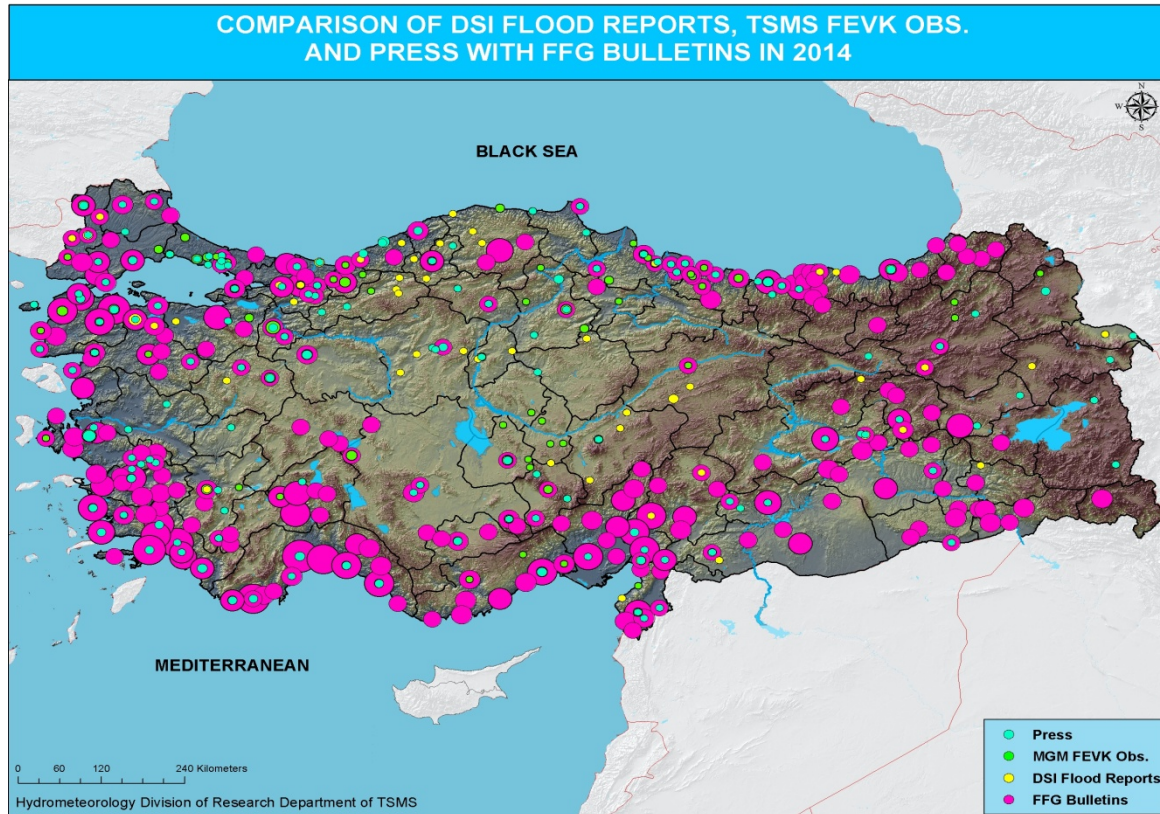 COMPARISON OF DSI FLOOD REPORTS, TSMS FEVK OBS.
AND PRESS WITH FFG BULLETINS IN 2014
N
W
S
BLACK SEA
MEDITERRANEAN
Press
MGM FEVK Obs.
DSI Flood Reports
FFG Bulletins
0 60 120 240 Kilometers
Hydrometeorology Division of Research Department of TSMS